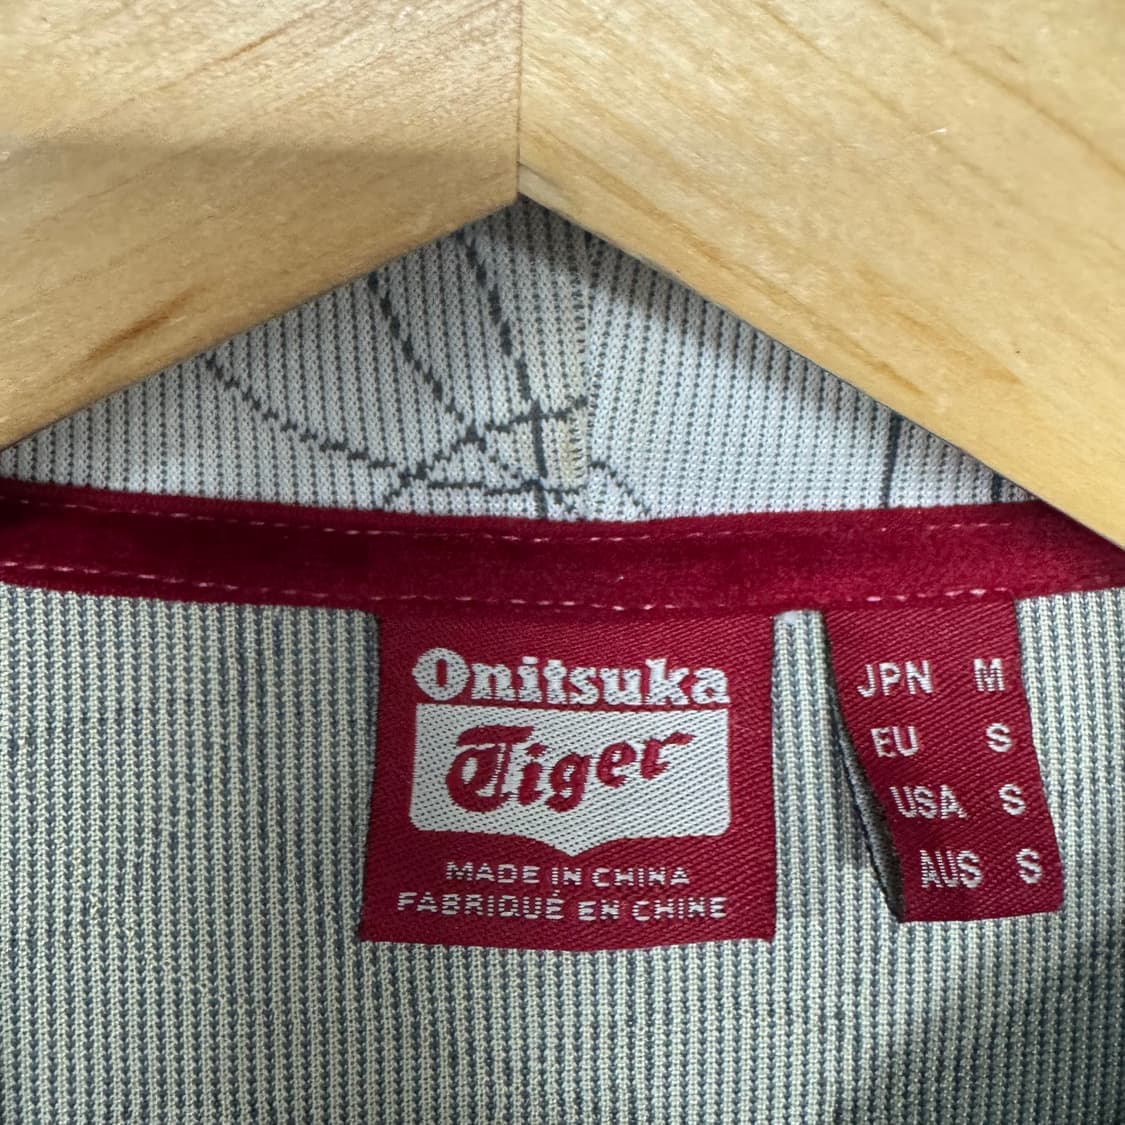 Onitsuka
Tiger
MADE IN CHINA
FABRIQUÉ EN CHINE
JPN M
EU S
USA S
AUS S